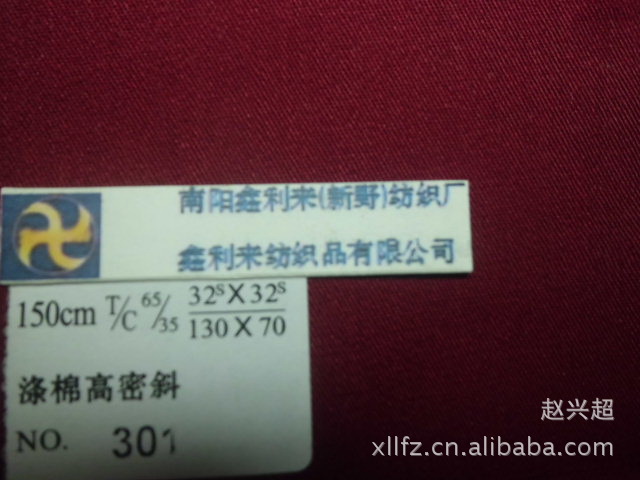 南阳鑫利来(新野)纺织厂
鑫利来纺织品有限公司
150cm T/C 65/35 32S X 32S / 130 X 70
涤棉高密斜
NO. 301
赵兴超
xllfz.cn.alibaba.com